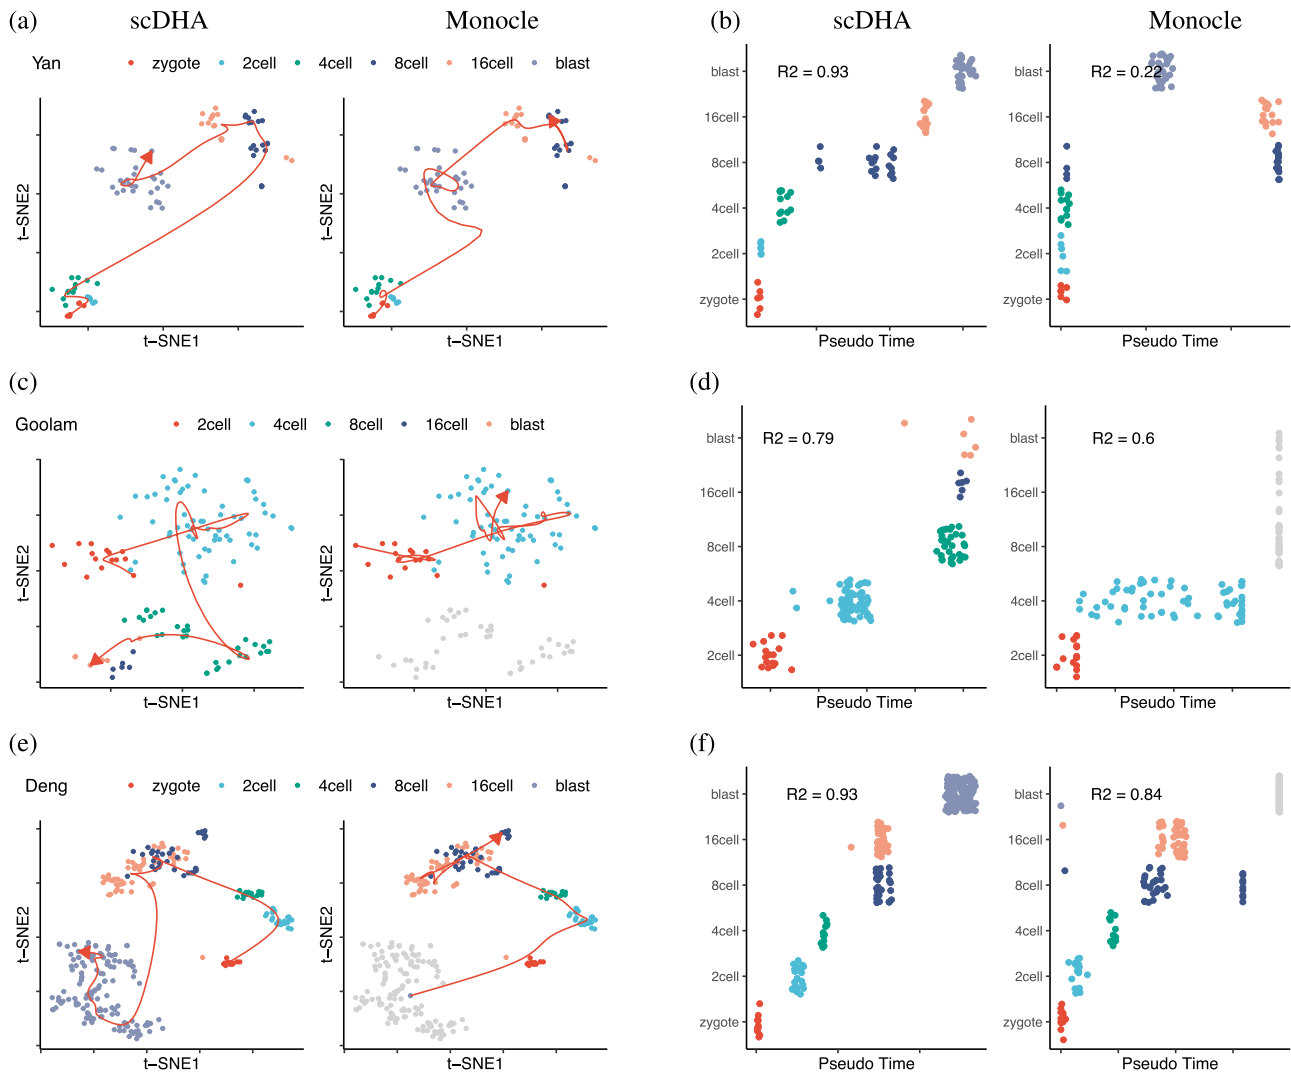 (a) scDHA Monocle (b) scDHA Monocle
Yan zygote 2cell 4cell 8cell 16cell blast
t−SNE2
t−SNE1
t−SNE2
t−SNE1
blast
16cell
8cell
4cell
2cell
zygote
R2 = 0.93
Pseudo Time
blast
16cell
8cell
4cell
2cell
zygote
R2 = 0.22
Pseudo Time
(c) (d)
Goolam 2cell 4cell 8cell 16cell blast
t−SNE2
t−SNE1
t−SNE2
t−SNE1
blast
16cell
8cell
4cell
2cell
R2 = 0.79
Pseudo Time
blast
16cell
8cell
4cell
2cell
R2 = 0.6
Pseudo Time
(e) (f)
Deng zygote 2cell 4cell 8cell 16cell blast
t−SNE2
t−SNE1
t−SNE2
t−SNE1
blast
16cell
8cell
4cell
2cell
zygote
R2 = 0.93
Pseudo Time
blast
16cell
8cell
4cell
2cell
zygote
R2 = 0.84
Pseudo Time